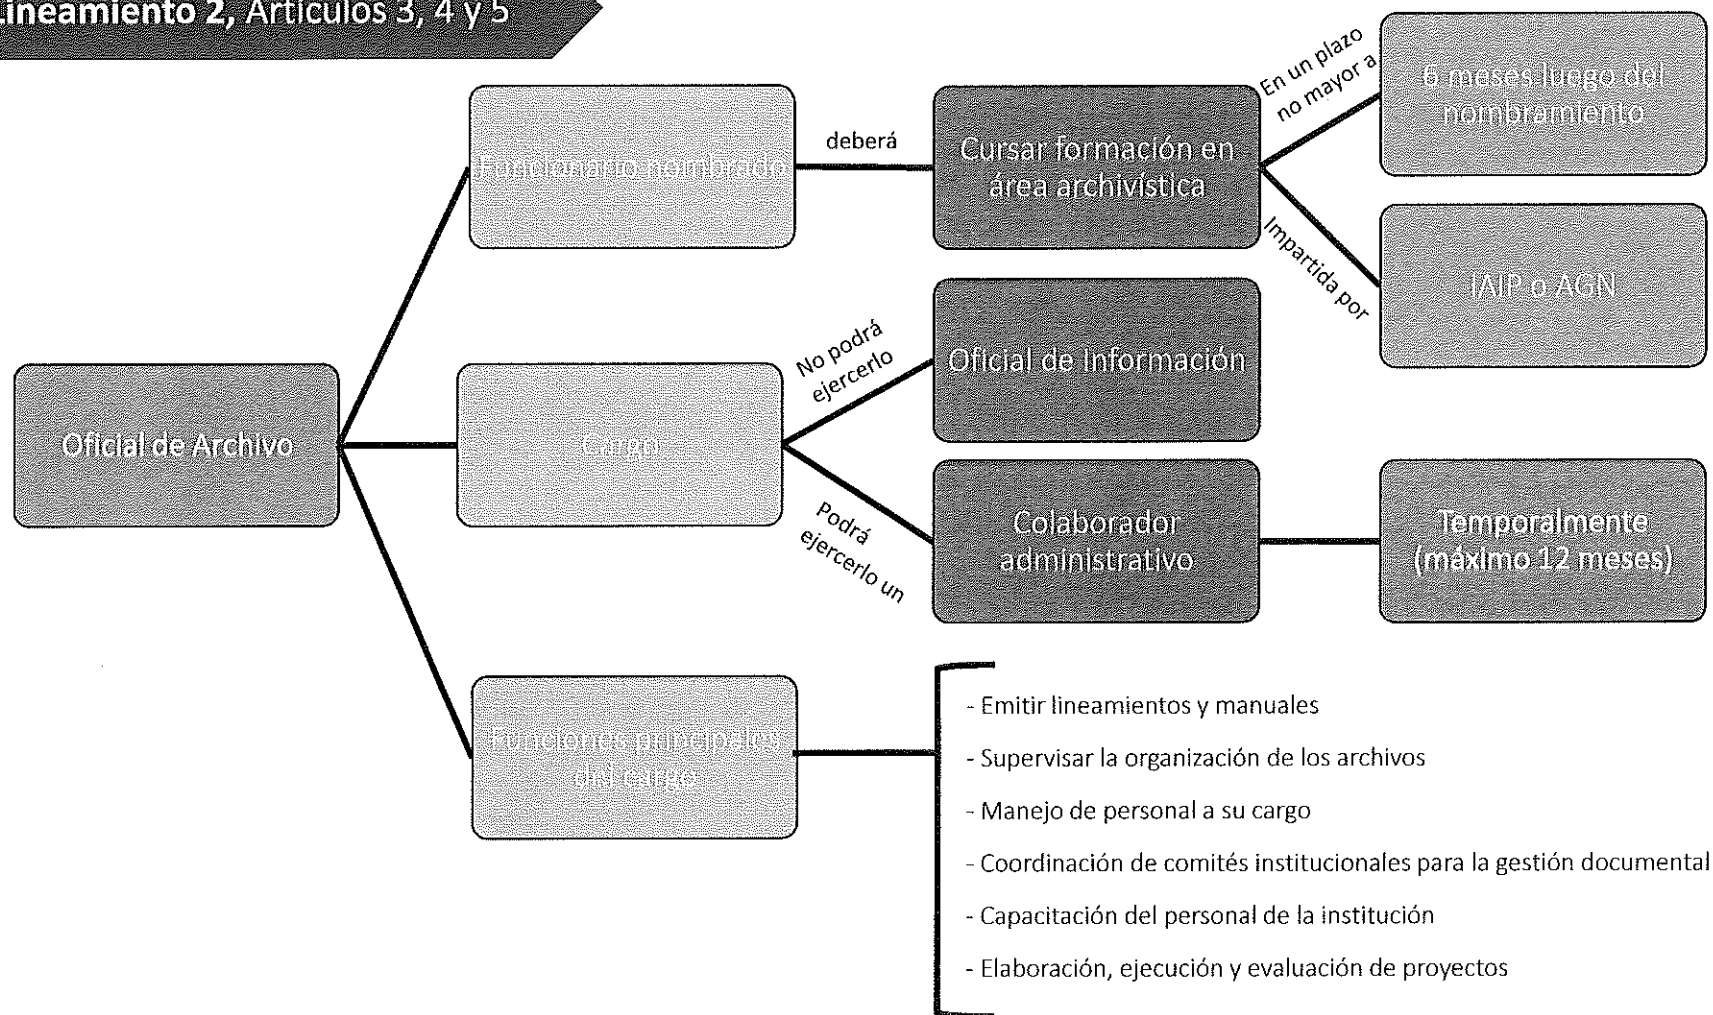 Lineamiento 2, Artículos 3, 4 y 5
Funcionario nombrado
deberá
Cursar formación en
área archivística
En un plazo
no mayor a
6 meses luego del
nombramiento
Impartida por
IAIP o AGN
Oficial de Archivo
Cargo
No podrá
ejercerlo
Oficial de Información
Podrá
ejercerlo un
Colaborador
administrativo
Temporalmente
(máximo 12 meses)
Funciones principales
del cargo
- Emitir lineamientos y manuales
- Supervisar la organización de los archivos
- Manejo de personal a su cargo
- Coordinación de comités institucionales para la gestión documental
- Capacitación del personal de la institución
- Elaboración, ejecución y evaluación de proyectos